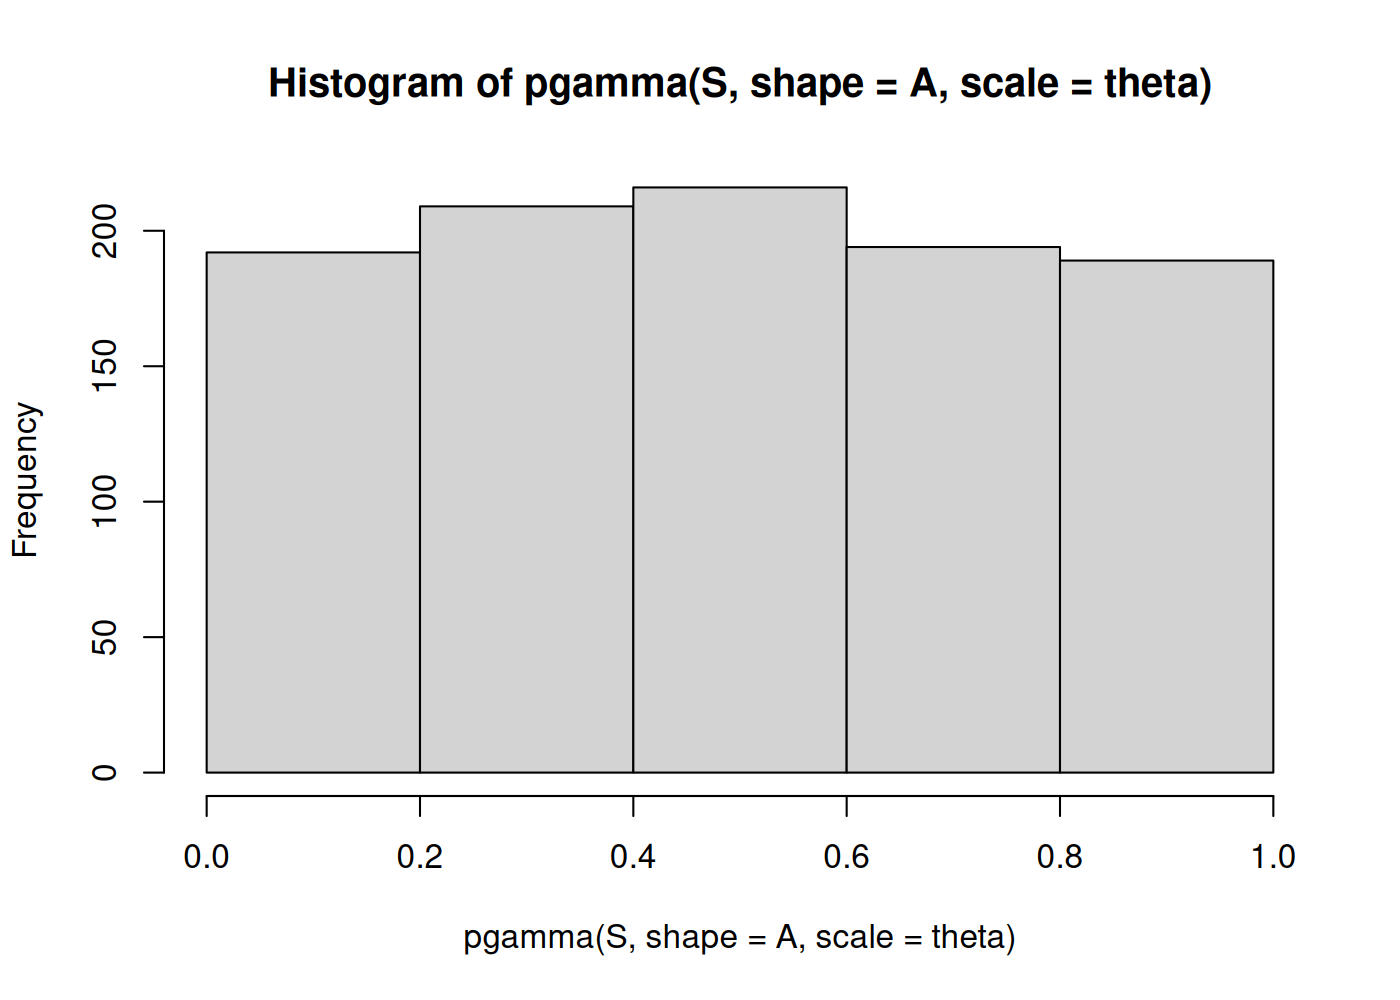 Histogram of pgamma(S, shape = A, scale = theta)
Frequency
200
150
100
50
0
0.0 0.2 0.4 0.6 0.8 1.0
pgamma(S, shape = A, scale = theta)